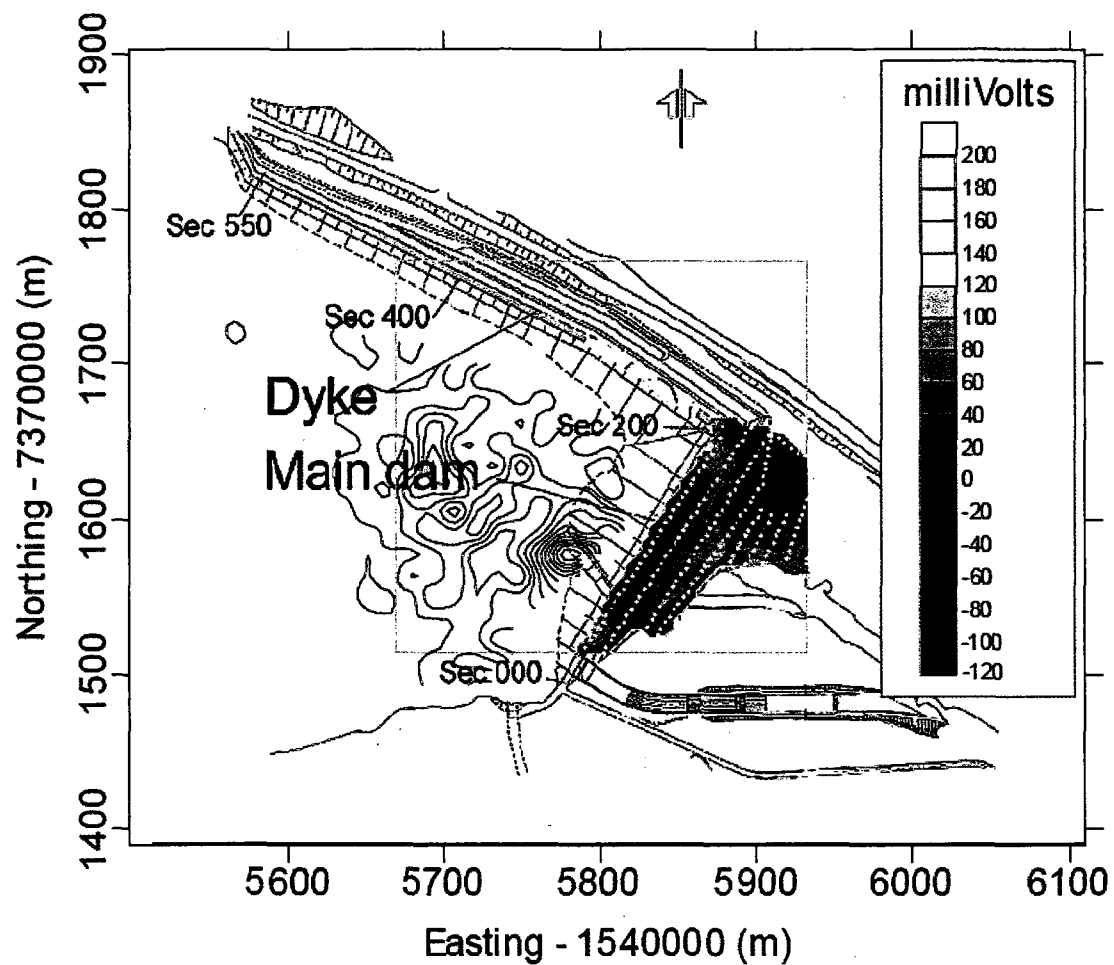 milliVolts
200
180
160
140
120
100
80
60
40
20
0
-20
-40
-60
-80
-100
-120
1900
1800
1700
1600
1500
1400
Northing - 7370000 (m)
Sec 550
Sec 400
Dyke
Sec 200
Main dam
Sec 000
5600 5700 5800 5900 6000 6100
Easting - 1540000 (m)